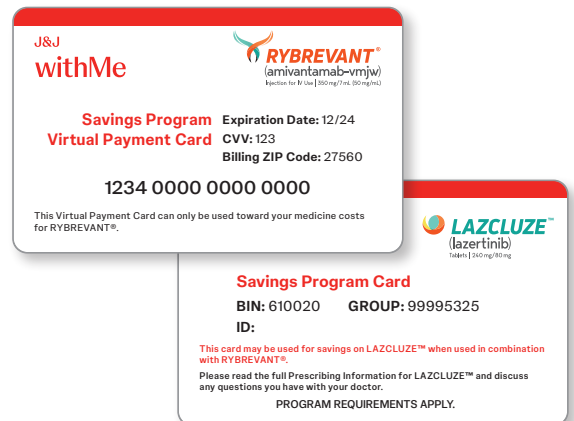 J&J
withMe
RYBREVANT®
(amivantamab-vmjw)
Injection for IV Use | 350 mg/7 mL (50 mg/mL)
Savings Program
Virtual Payment Card
Expiration Date: 12/24
CVV: 123
Billing ZIP Code: 27560
1234 0000 0000 0000
This Virtual Payment Card can only be used toward your medicine costs
for RYBREVANT®.
LAZCLUZE™
(lazertinib)
Tablets | 240 mg/80 mg
Savings Program Card
BIN: 610020 GROUP: 99995325
ID:
This card may be used for savings on LAZCLUZE™ when used in combination
with RYBREVANT®.
Please read the full Prescribing Information for LAZCLUZE™ and discuss
any questions you have with your doctor.
PROGRAM REQUIREMENTS APPLY.